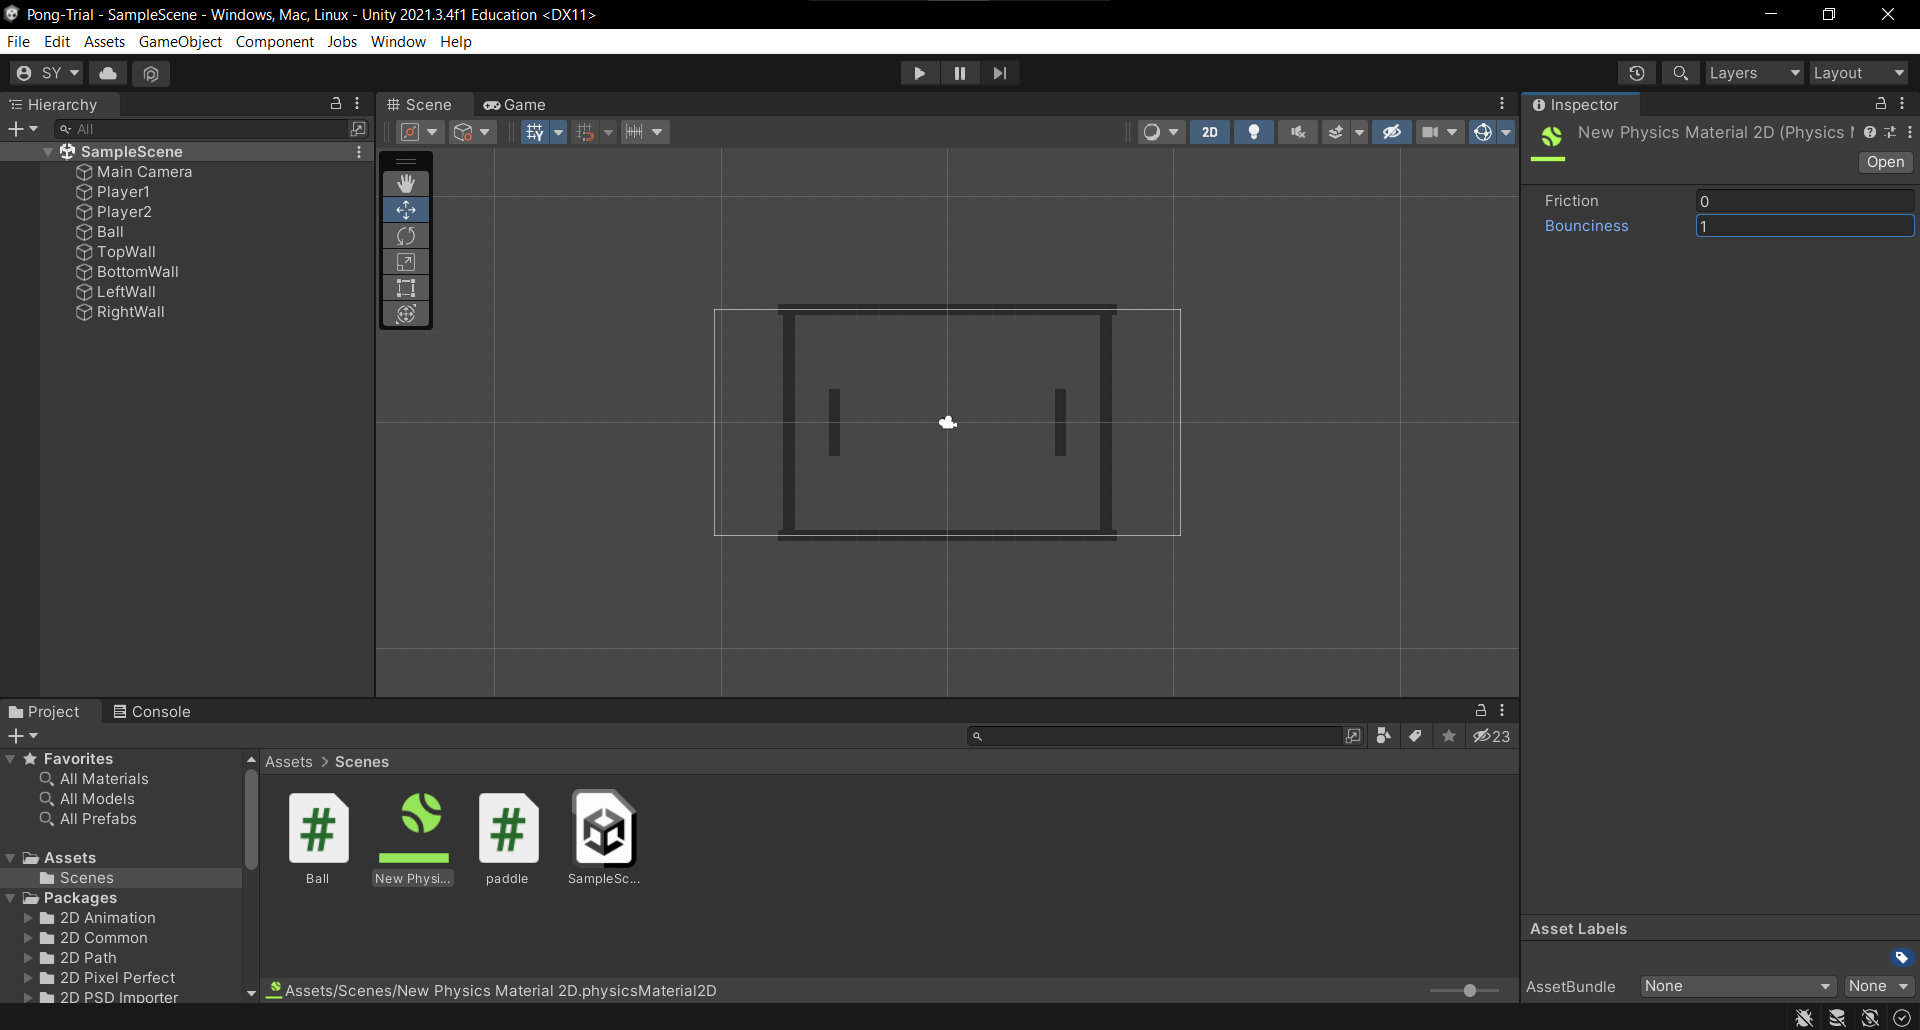 Pong-Trial - SampleScene - Windows, Mac, Linux - Unity 2021.3.4f1 Education <DX11>
File Edit Assets GameObject Component Jobs Window Help
SY Layers Layout
Hierarchy
All
SampleScene
Main Camera
Player1
Player2
Ball
TopWall
BottomWall
LeftWall
RightWall
Scene Game
2D
Inspector
New Physics Material 2D (Physics
Open
Friction 0
Bounciness 1
Project Console
23
Favorites
All Materials
All Models
All Prefabs
Assets
Scenes
Packages
2D Animation
2D Common
2D Path
2D Pixel Perfect
2D PSD Importer
Assets > Scenes
# #
Ball New Physi... paddle SampleSc...
Assets/Scenes/New Physics Material 2D.physicsMaterial2D
Asset Labels
AssetBundle None None